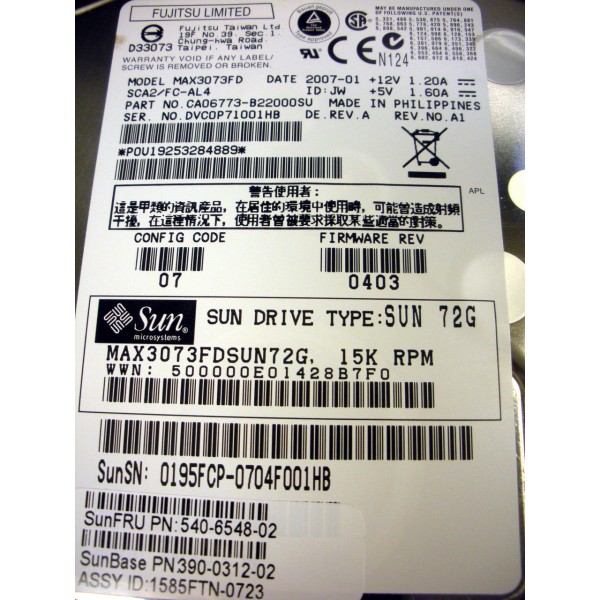 FUJITSU LIMITED
Fujitsu Taiwan Ltd
19F No.39, Sec.1,
Chung-hwa Road
D33073 Taipei, Taiwan
WARRANTY VOID IF ANY LABEL/
SCREW IS REMOVED OR BROKEN.
MAY BE MANUFACTURED UNDER ONE
OF FOLLOWING U.S. PATENT(S)
N124
MODEL MAX3073FD DATE 2007-01 +12V 1.20A
SCA2/FC-AL4 ID:JW +5V 1.60A
PART NO.CA06773-B22000SU MADE IN PHILIPPINES
SER. NO.DVC0P71001HB DE.REV.A REV.NO.A1
*P0V19253284889*
APL
警告使用者：
這是甲類的資訊產品，在居住的環境中使用時，可能會造成射頻
干擾，在這種情況下，使用者會被要求採取某些適當的對策。
CONFIG CODE FIRMWARE REV
07 0403
Sun microsystems SUN DRIVE TYPE:SUN 72G
MAX3073FDSUN72G, 15K RPM
WWN: 500000E01428B7F0
SunSN: 0195FCP-0704F001HB
SunFRU PN:540-6548-02
SunBase PN:390-0312-02
ASSY ID:1585FTN-0723